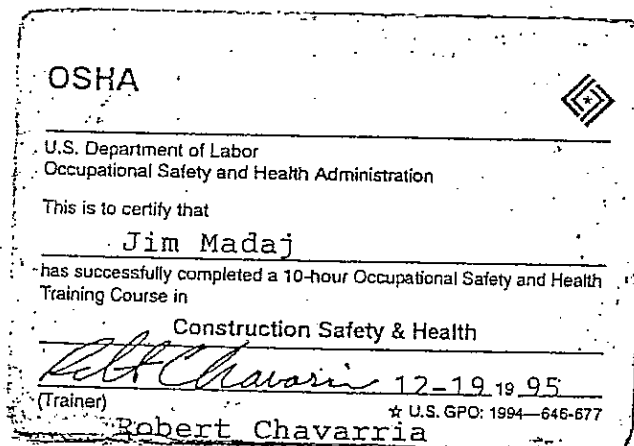 OSHA
U.S. Department of Labor
Occupational Safety and Health Administration
This is to certify that
Jim Madaj
has successfully completed a 10-hour Occupational Safety and Health
Training Course in
Construction Safety & Health
Robt Chavarria 12-19 19 95
(Trainer)
☆ U.S. GPO: 1994—646-677
Robert Chavarria